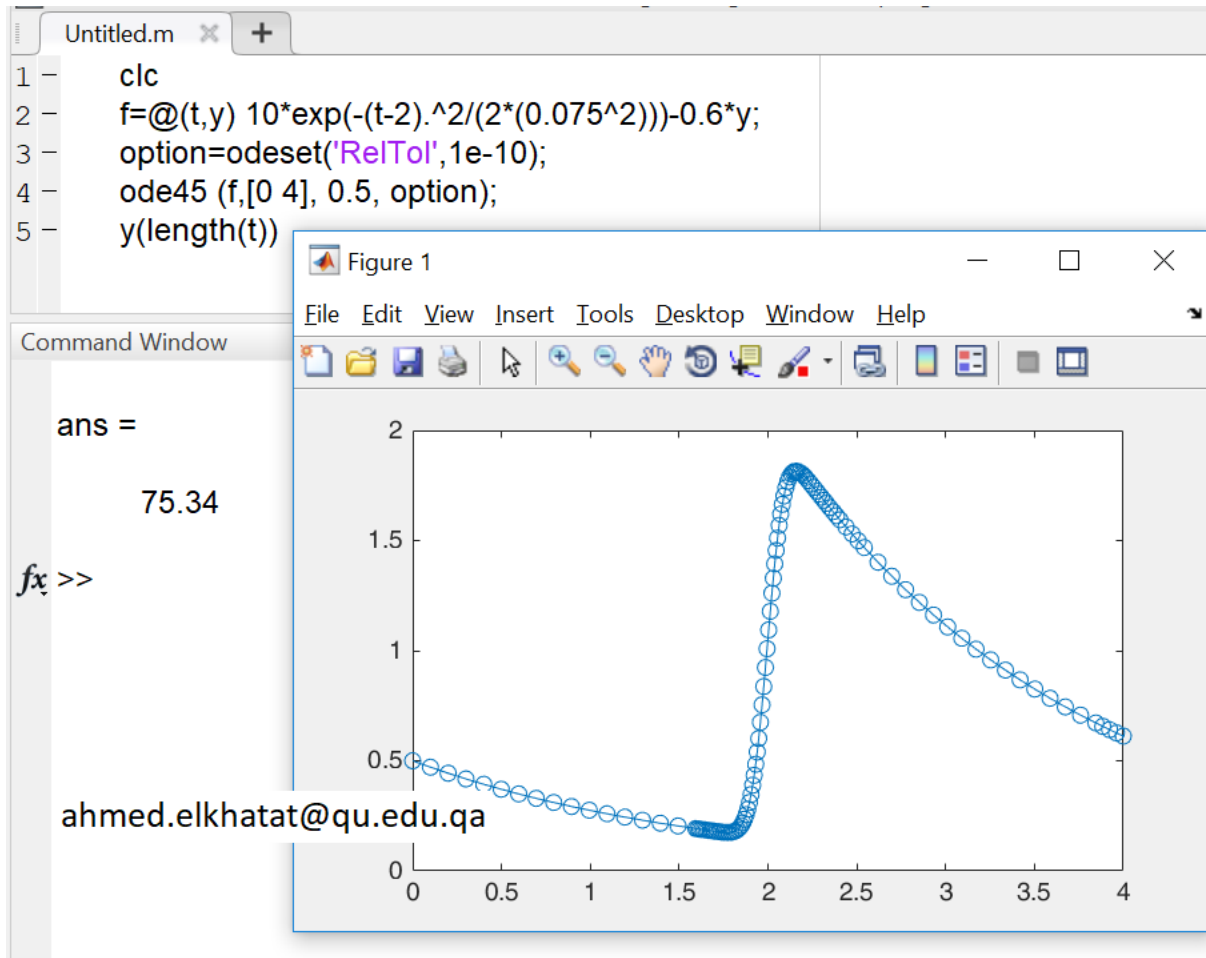 Untitled.m
1 – clc
2 – f=@(t,y) 10*exp(-(t-2).^2/(2*(0.075^2)))-0.6*y;
3 – option=odeset('RelTol',1e-10);
4 – ode45 (f,[0 4], 0.5, option);
5 – y(length(t))
Figure 1
File Edit View Insert Tools Desktop Window Help
Command Window
ans =
75.34
fx >>
2
1.5
1
0.5
0
0 0.5 1 1.5 2 2.5 3 3.5 4
ahmed.elkhatat@qu.edu.qa